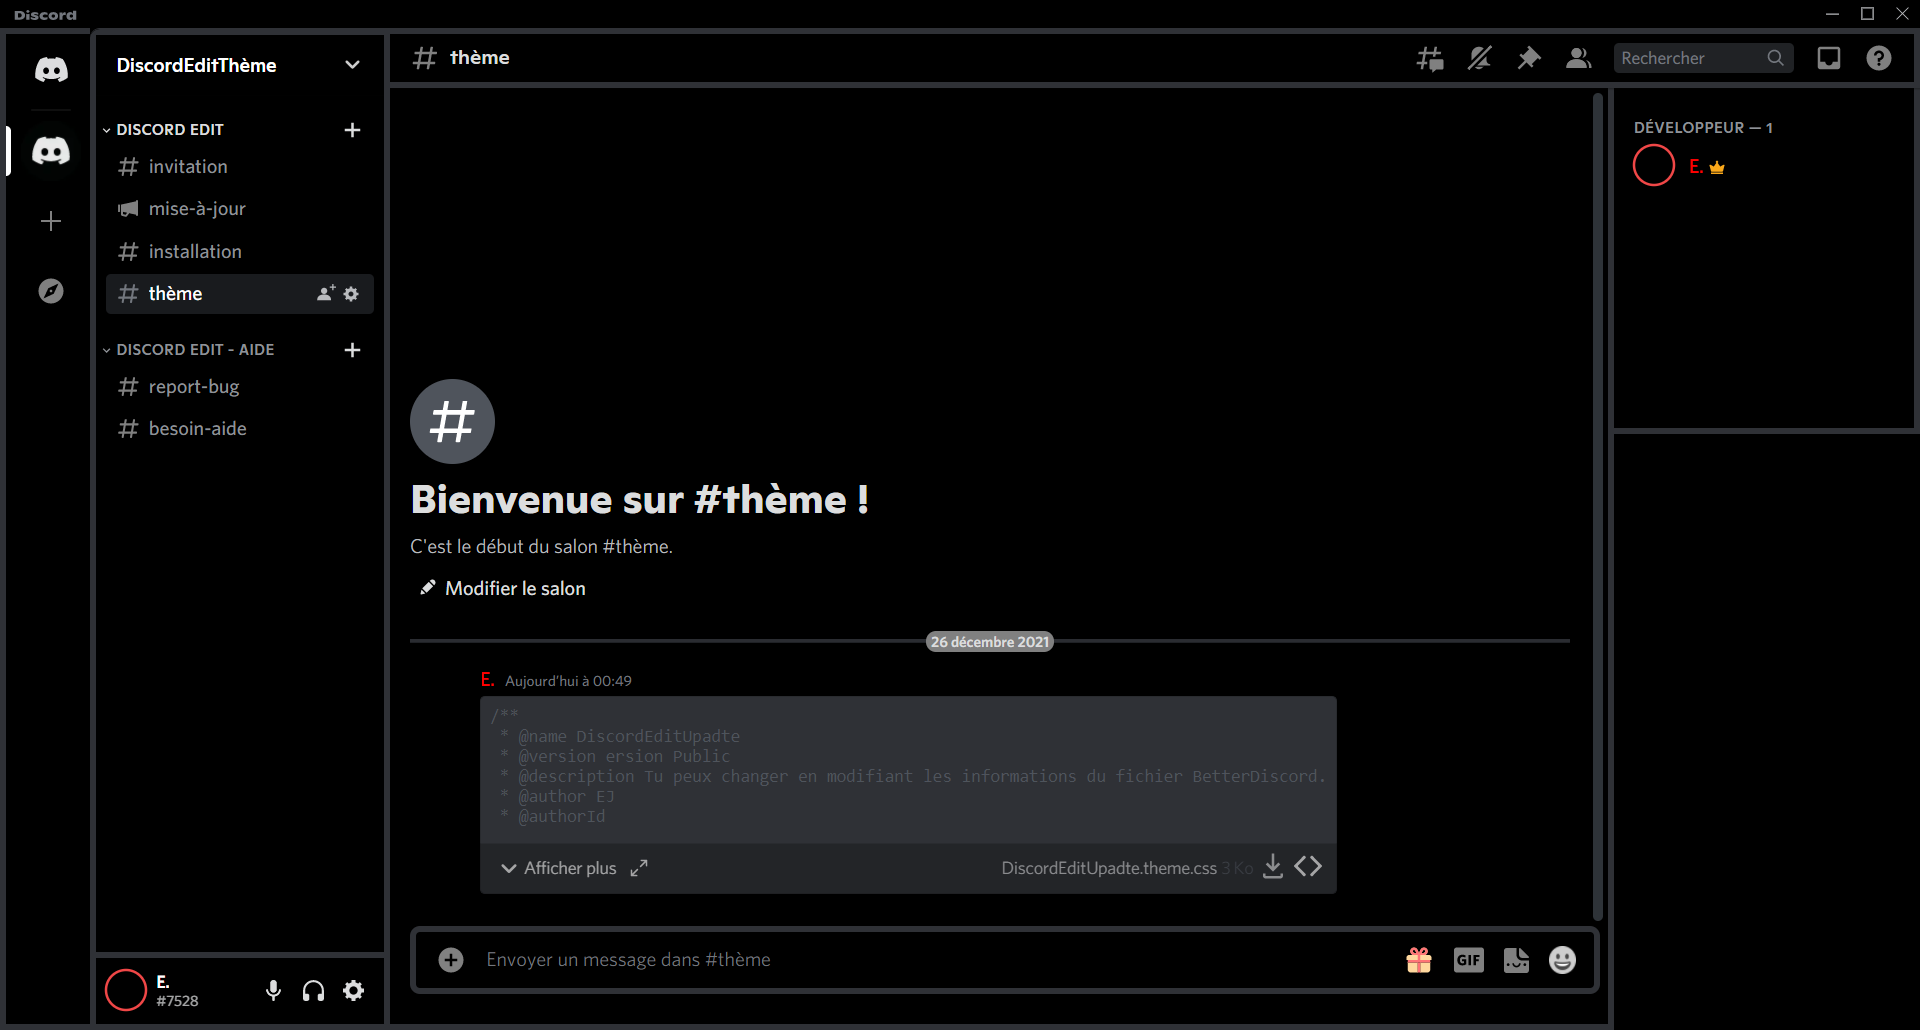 Discord
DiscordEditThème
DISCORD EDIT
invitation
mise-à-jour
installation
thème
DISCORD EDIT - AIDE
report-bug
besoin-aide
E.
#7528
thème
Rechercher
Bienvenue sur #thème !
C'est le début du salon #thème.
Modifier le salon
26 décembre 2021
E. Aujourd'hui à 00:49
/**
* @name DiscordEditUpadte
* @version ersion Public
* @description Tu peux changer en modifiant les informations du fichier BetterDiscord.
* @author EJ
* @authorId
Afficher plus
DiscordEditUpadte.theme.css 3 Ko
Envoyer un message dans #thème
GIF
DÉVELOPPEUR — 1
E.